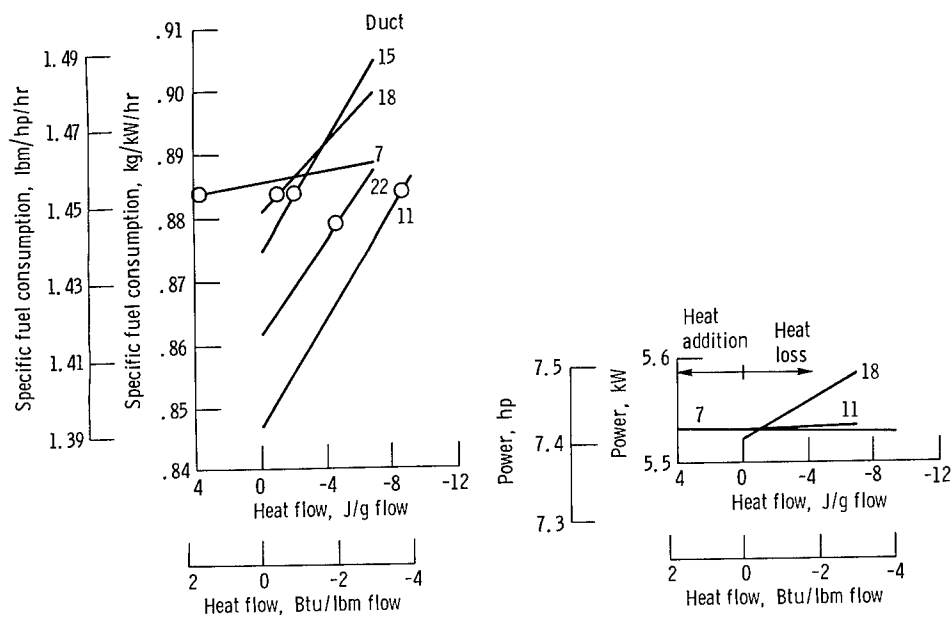 Duct
Specific fuel consumption, lbm/hp/hr
1.49
1.47
1.45
1.43
1.41
1.39
Specific fuel consumption, kg/kW/hr
.91
.90
.89
.88
.87
.86
.85
.84
15
18
7
22
11
4 0 -4 -8 -12
Heat flow, J/g flow
2 0 -2 -4
Heat flow, Btu/lbm flow
Heat
addition
Heat
loss
Power, hp
7.5
7.4
7.3
Power, kW
5.6
5.5
18
7
11
4 0 -4 -8 -12
Heat flow, J/g flow
2 0 -2 -4
Heat flow, Btu/lbm flow